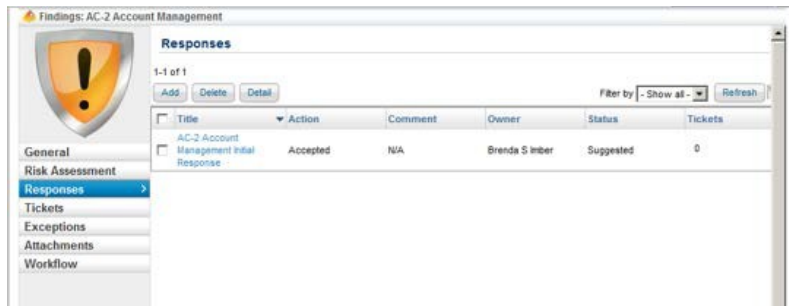 Findings: AC-2 Account Management
Responses
1-1 of 1
Add Delete Detail Filter by - Show all - Refresh
Title Action Comment Owner Status Tickets
AC-2 Account
Management Initial
Response
Accepted N/A Brenda S Imber Suggested 0
General
Risk Assessment
Responses
Tickets
Exceptions
Attachments
Workflow